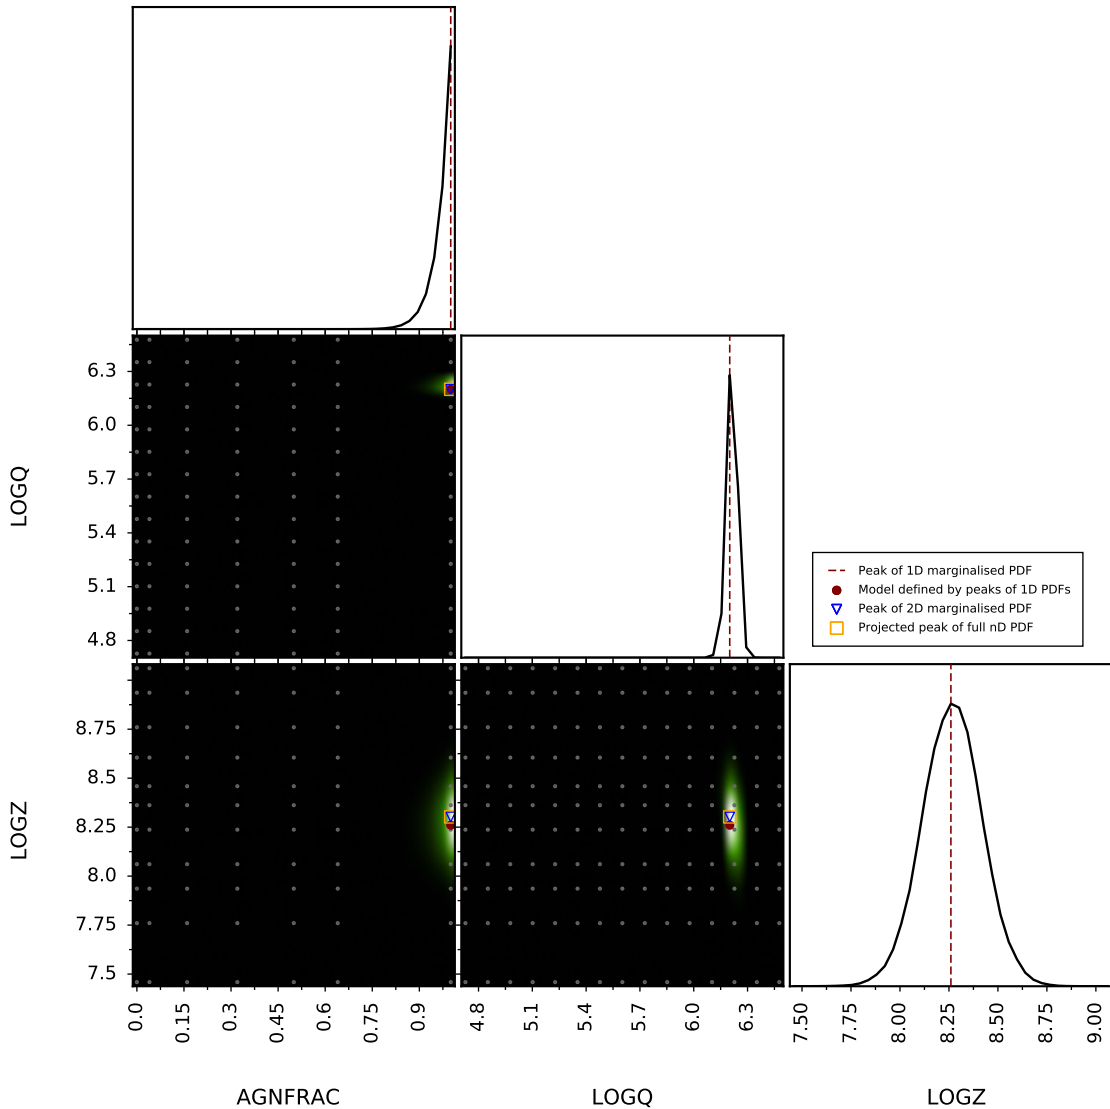 6.3
6.0
5.7
5.4
5.1
4.8
LOGQ
Peak of 1D marginalised PDF
Model defined by peaks of 1D PDFs
Peak of 2D marginalised PDF
Projected peak of full nD PDF
8.75
8.5
8.25
8.0
7.75
7.5
LOGZ
0.0 0.15 0.3 0.45 0.6 0.75 0.9 4.8 5.1 5.4 5.7 6.0 6.3 7.50 7.75 8.00 8.25 8.50 8.75 9.00
AGNFRAC LOGQ LOGZ